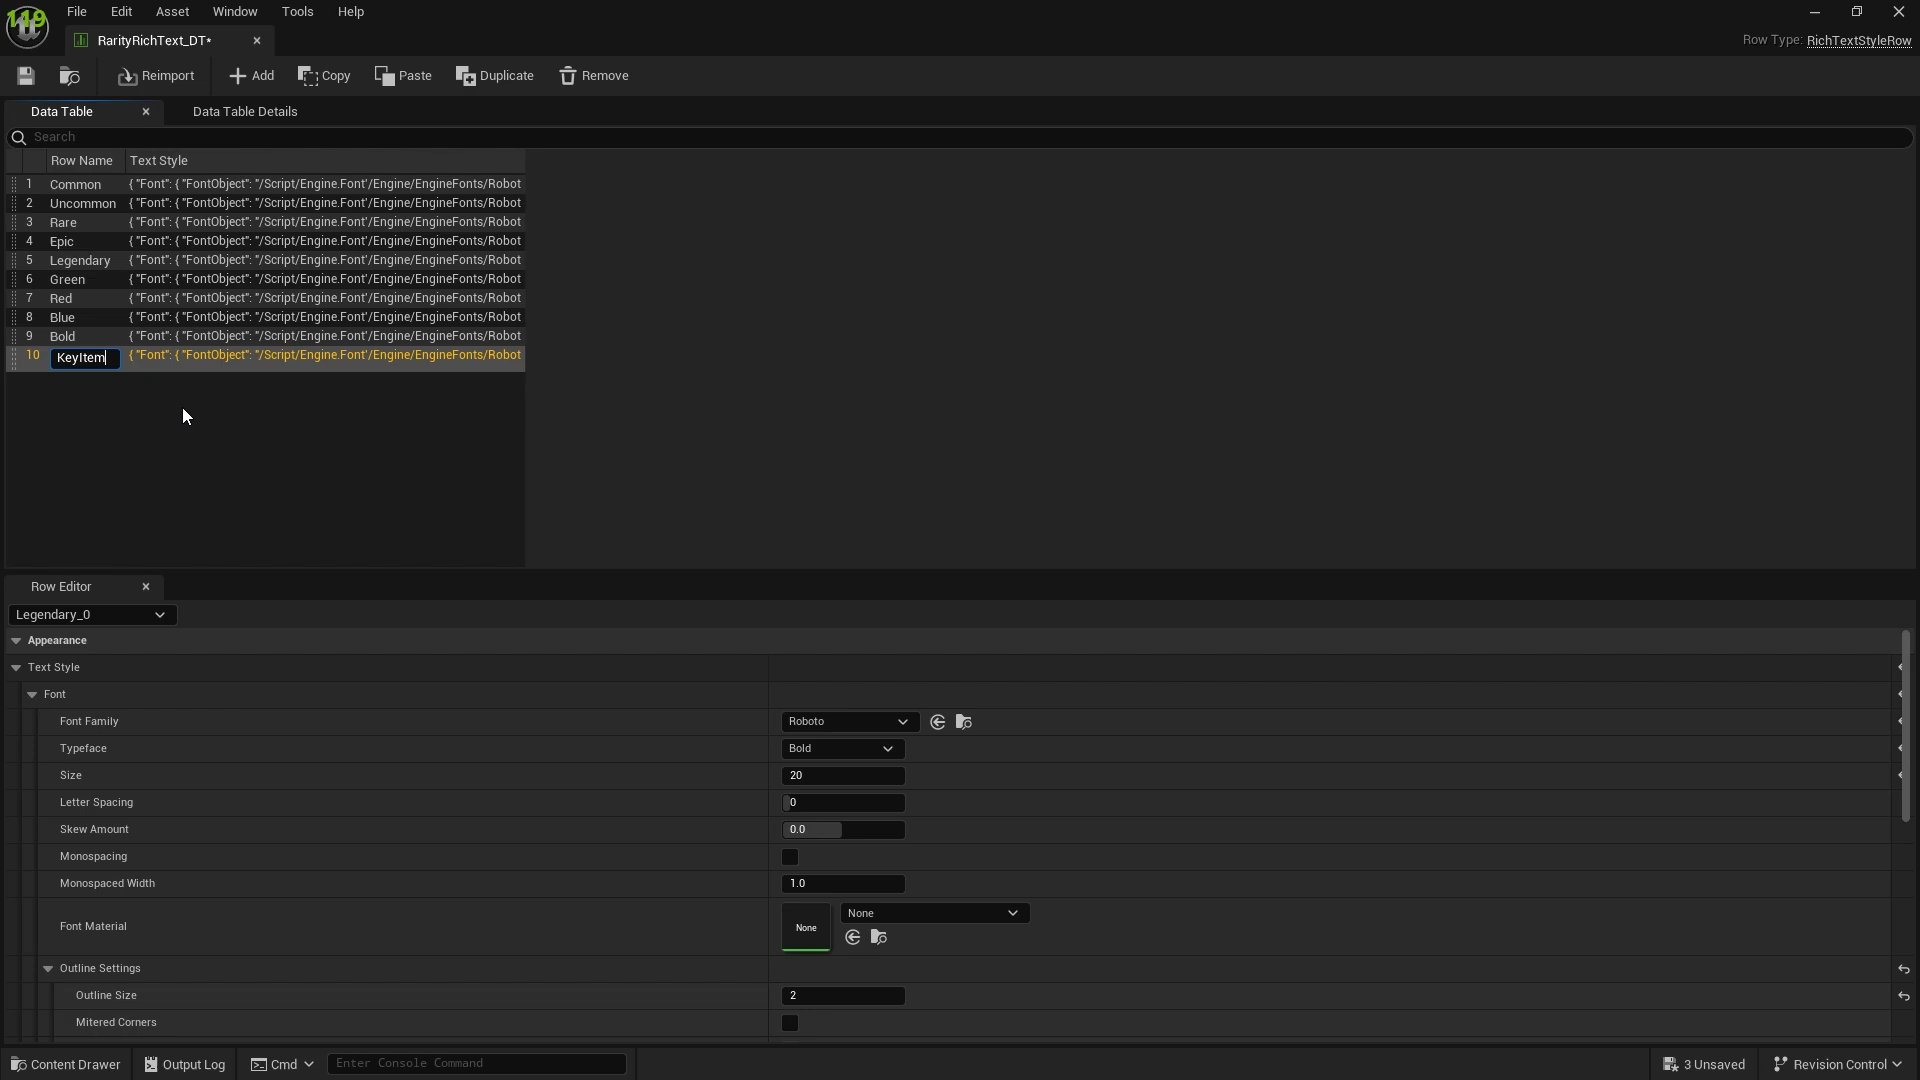 119
File Edit Asset Window Tools Help
RarityRichText_DT*
Row Type: RichTextStyleRow
Reimport Add Copy Paste Duplicate Remove
Data Table Data Table Details
Search
Row Name Text Style
1 Common { "Font": { "FontObject": "/Script/Engine.Font'/Engine/EngineFonts/Robot
2 Uncommon { "Font": { "FontObject": "/Script/Engine.Font'/Engine/EngineFonts/Robot
3 Rare { "Font": { "FontObject": "/Script/Engine.Font'/Engine/EngineFonts/Robot
4 Epic { "Font": { "FontObject": "/Script/Engine.Font'/Engine/EngineFonts/Robot
5 Legendary { "Font": { "FontObject": "/Script/Engine.Font'/Engine/EngineFonts/Robot
6 Green { "Font": { "FontObject": "/Script/Engine.Font'/Engine/EngineFonts/Robot
7 Red { "Font": { "FontObject": "/Script/Engine.Font'/Engine/EngineFonts/Robot
8 Blue { "Font": { "FontObject": "/Script/Engine.Font'/Engine/EngineFonts/Robot
9 Bold { "Font": { "FontObject": "/Script/Engine.Font'/Engine/EngineFonts/Robot
10 KeyItem { "Font": { "FontObject": "/Script/Engine.Font'/Engine/EngineFonts/Robot
Row Editor
Legendary_0
Appearance
Text Style
Font
Font Family Roboto
Typeface Bold
Size 20
Letter Spacing 0
Skew Amount 0.0
Monospacing
Monospaced Width 1.0
Font Material None None
Outline Settings
Outline Size 2
Mitered Corners
Content Drawer Output Log Cmd Enter Console Command 3 Unsaved Revision Control